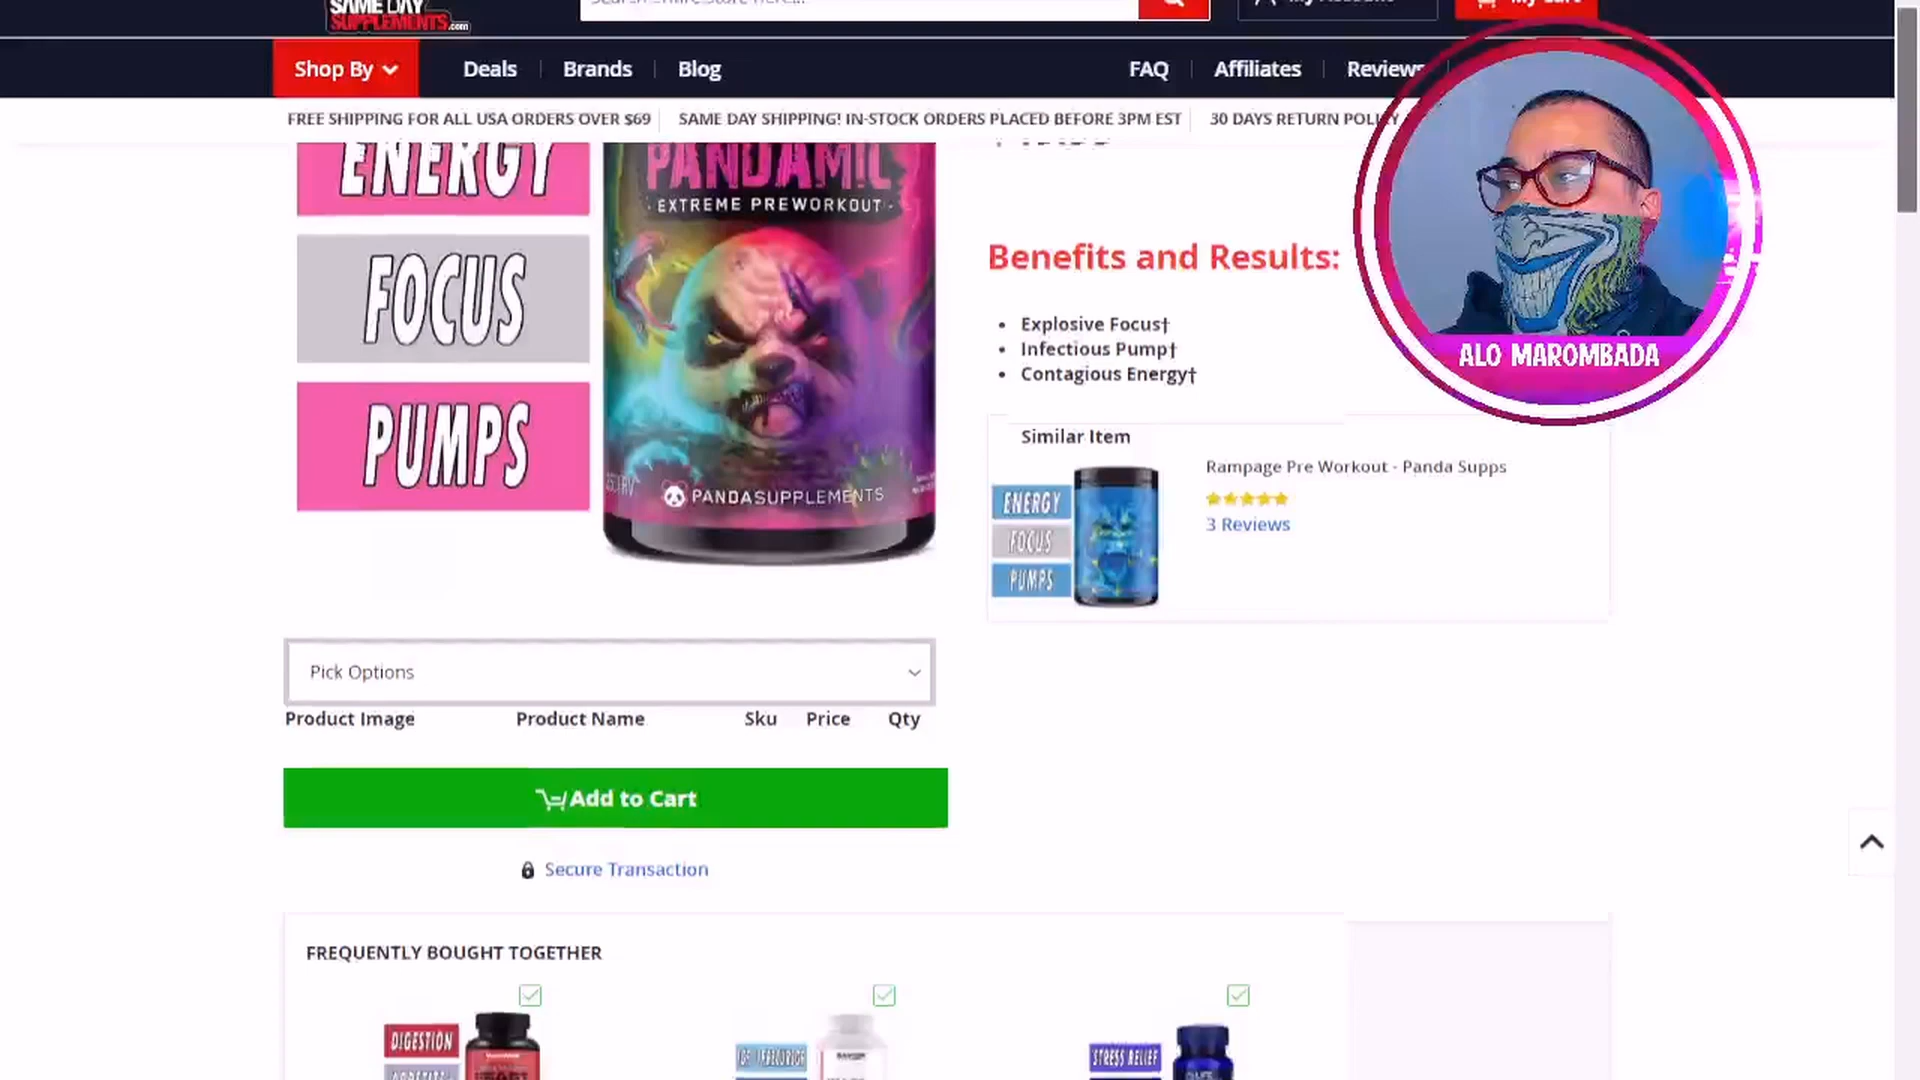 SAME DAY
SUPPLEMENTS.com
My Cart
Shop By
Deals
Brands
Blog
FAQ
Affiliates
Reviews
FREE SHIPPING FOR ALL USA ORDERS OVER $69
SAME DAY SHIPPING! IN-STOCK ORDERS PLACED BEFORE 3PM EST
30 DAYS RETURN POLICY
ENERGY
FOCUS
PUMPS
PANDAMIC
· EXTREME PREWORKOUT ·
PANDASUPPLEMENTS
Benefits and Results:
• Explosive Focus†
• Infectious Pump†
• Contagious Energy†
ALO MAROMBADA
Similar Item
ENERGY
FOCUS
PUMPS
Rampage Pre Workout - Panda Supps
3 Reviews
Pick Options
Product Image
Product Name
Sku
Price
Qty
Add to Cart
Secure Transaction
FREQUENTLY BOUGHT TOGETHER
DIGESTION
STRESS RELIEF